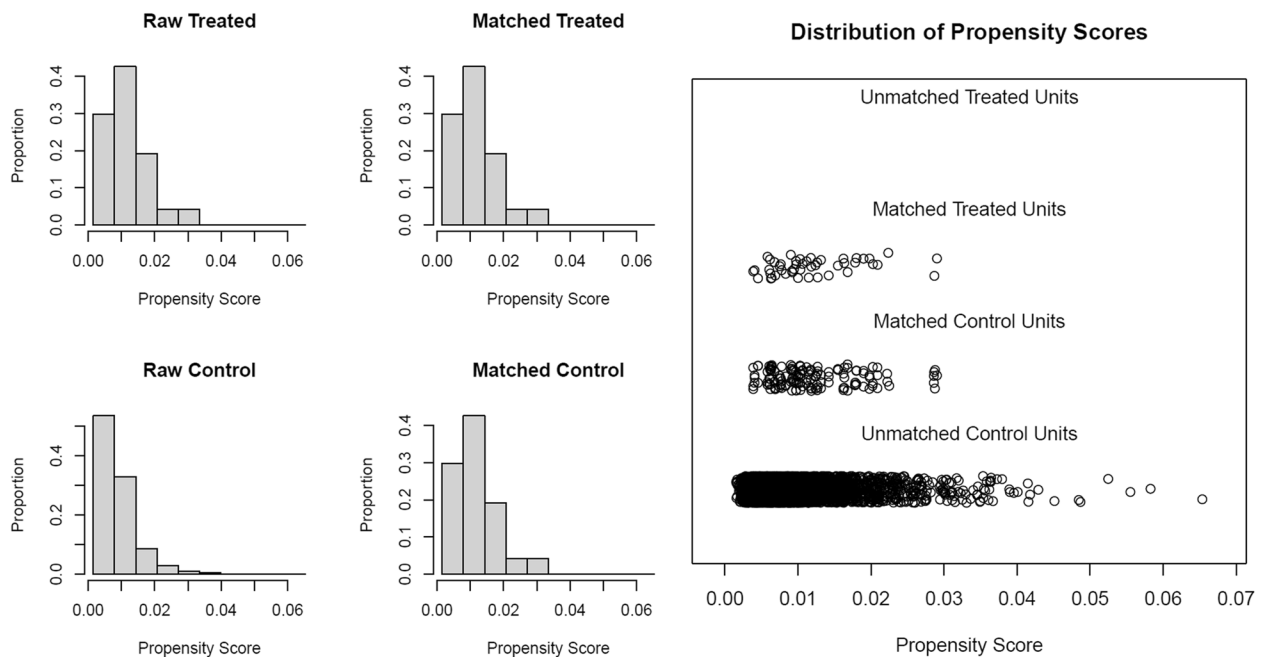 Raw Treated
Proportion
0.0 0.1 0.2 0.3 0.4
0.00 0.02 0.04 0.06
Propensity Score
Matched Treated
Proportion
0.0 0.1 0.2 0.3 0.4
0.00 0.02 0.04 0.06
Propensity Score
Raw Control
Proportion
0.0 0.2 0.4
0.00 0.02 0.04 0.06
Propensity Score
Matched Control
Proportion
0.0 0.1 0.2 0.3 0.4
0.00 0.02 0.04 0.06
Propensity Score
Distribution of Propensity Scores
Unmatched Treated Units
Matched Treated Units
Matched Control Units
Unmatched Control Units
0.00 0.01 0.02 0.03 0.04 0.05 0.06 0.07
Propensity Score